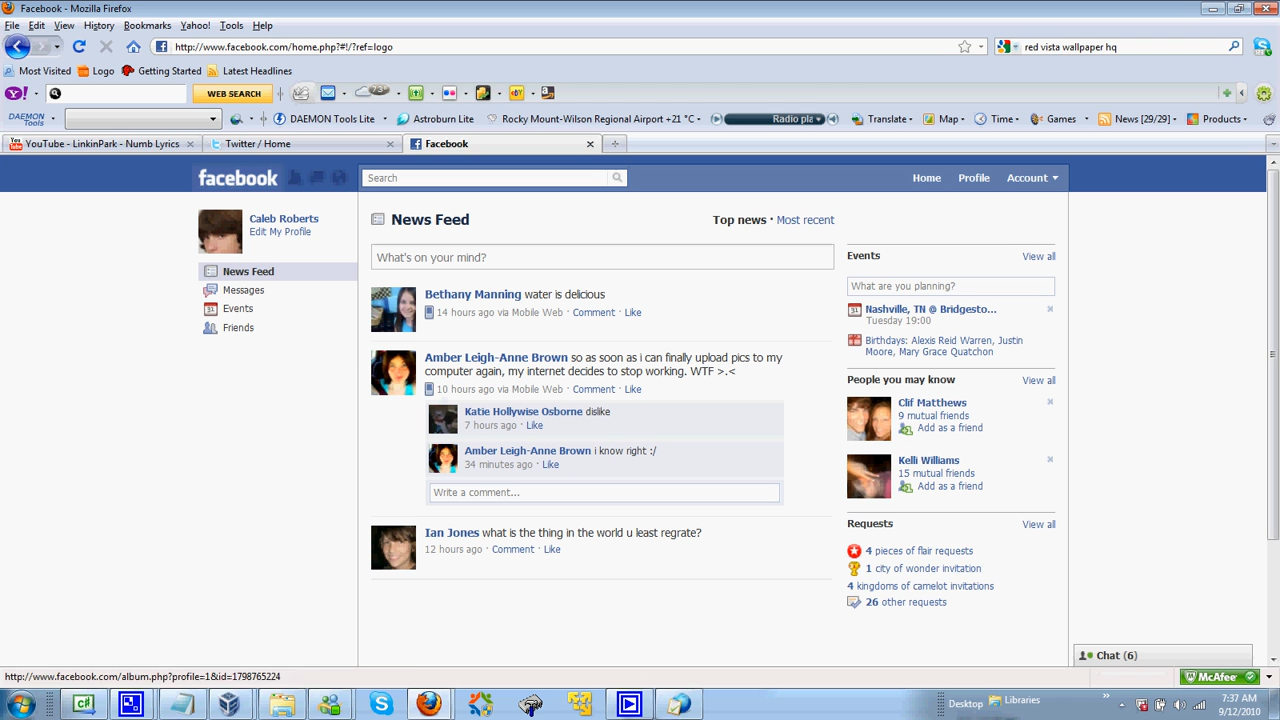 Facebook - Mozilla Firefox
File Edit View History Bookmarks Yahoo! Tools Help
http://www.facebook.com/home.php?#!/?ref=logo
red vista wallpaper hq
Most Visited Logo Getting Started Latest Headlines
Y! WEB SEARCH 73° eBY a
DAEMON Tools DAEMON Tools Lite Astroburn Lite Rocky Mount-Wilson Regional Airport +21 °C Radio pla Translate Map Time Games News [29/29] Products
YouTube - LinkinPark - Numb Lyrics Twitter / Home Facebook
facebook Search Home Profile Account
Caleb Roberts
Edit My Profile
News Feed
Messages
Events
Friends
News Feed Top news · Most recent
What's on your mind?
Bethany Manning water is delicious
14 hours ago via Mobile Web · Comment · Like
Amber Leigh-Anne Brown so as soon as i can finally upload pics to my
computer again, my internet decides to stop working. WTF >.<
10 hours ago via Mobile Web · Comment · Like
Katie Hollywise Osborne dislike
7 hours ago · Like
Amber Leigh-Anne Brown i know right :/
34 minutes ago · Like
Write a comment...
Ian Jones what is the thing in the world u least regrate?
12 hours ago · Comment · Like
Events View all
What are you planning?
31 Nashville, TN @ Bridgesto...
Tuesday 19:00
Birthdays: Alexis Reid Warren, Justin
Moore, Mary Grace Quatchon
People you may know View all
Clif Matthews
9 mutual friends
Add as a friend
Kelli Williams
15 mutual friends
Add as a friend
Requests View all
4 pieces of flair requests
1 city of wonder invitation
4 kingdoms of camelot invitations
26 other requests
Chat (6)
http://www.facebook.com/album.php?profile=1&id=1798765224
McAfee
C# Desktop Libraries
7:37 AM
9/12/2010